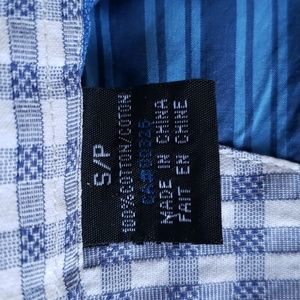 S/P
100% COTTON/COTON
MADE IN CHINA
FAIT EN CHINE